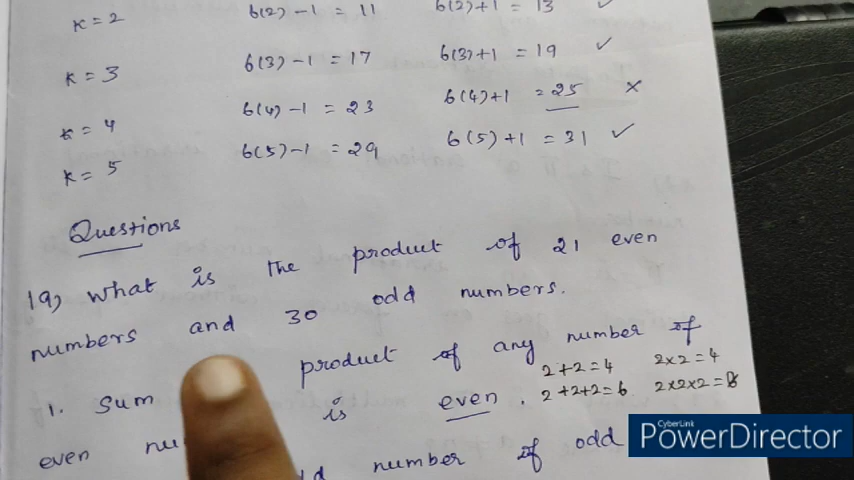 k = 2 6(2) - 1 = 11 6(2)+1 = 13 ✓
k = 3 6(3) - 1 = 17 6(3)+1 = 19 ✓
k = 4 6(4) - 1 = 23 6(4)+1 = 25 ×
k = 5 6(5) - 1 = 29 6(5)+1 = 31 ✓
Questions
19) what is the product of 21 even
numbers and 30 odd numbers.
1. Sum product of any number of
even is even. 2+2=4 2×2=4
2+2+2=6 2×2×2=8
number of odd
CyberLink
PowerDirector